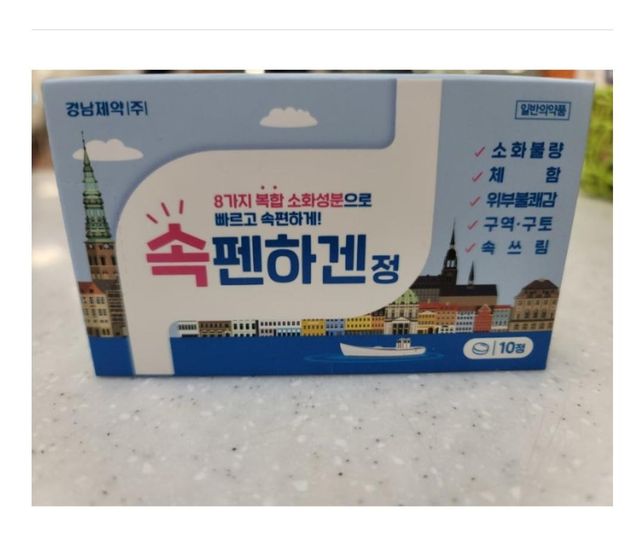 경남제약(주)
일반의약품
8가지 복합 소화성분으로
빠르고 속편하게!
속펜하겐정
✓ 소화불량
✓ 체 함
✓ 위부불쾌감
✓ 구역·구토
✓ 속 쓰 림
10정